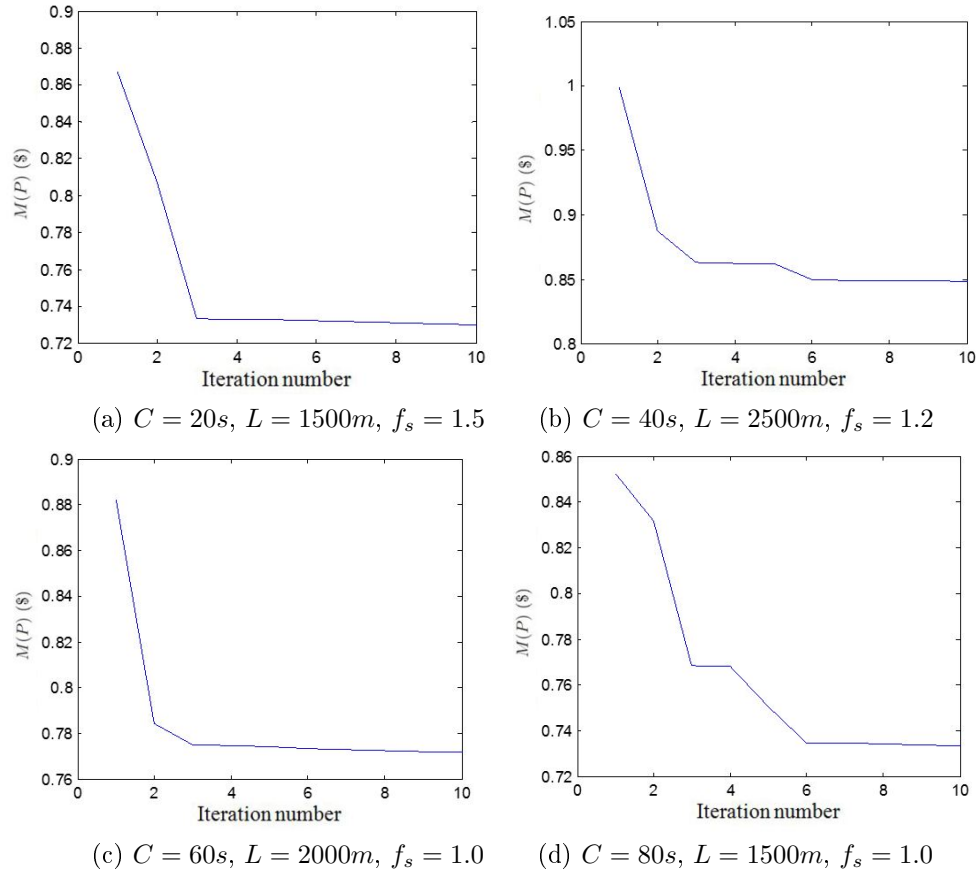 0.9
0.88
0.86
0.84
0.82
0.8
0.78
0.76
0.74
0.72
M(P) ($)
0 2 4 6 8 10
Iteration number
(a) C = 20s, L = 1500m, f_s = 1.5
1.05
1
0.95
0.9
0.85
0.8
M(P) ($)
0 2 4 6 8 10
Iteration number
(b) C = 40s, L = 2500m, f_s = 1.2
0.9
0.88
0.86
0.84
0.82
0.8
0.78
0.76
M(P) ($)
0 2 4 6 8 10
Iteration number
(c) C = 60s, L = 2000m, f_s = 1.0
0.86
0.84
0.82
0.8
0.78
0.76
0.74
0.72
M(P) ($)
0 2 4 6 8 10
Iteration number
(d) C = 80s, L = 1500m, f_s = 1.0